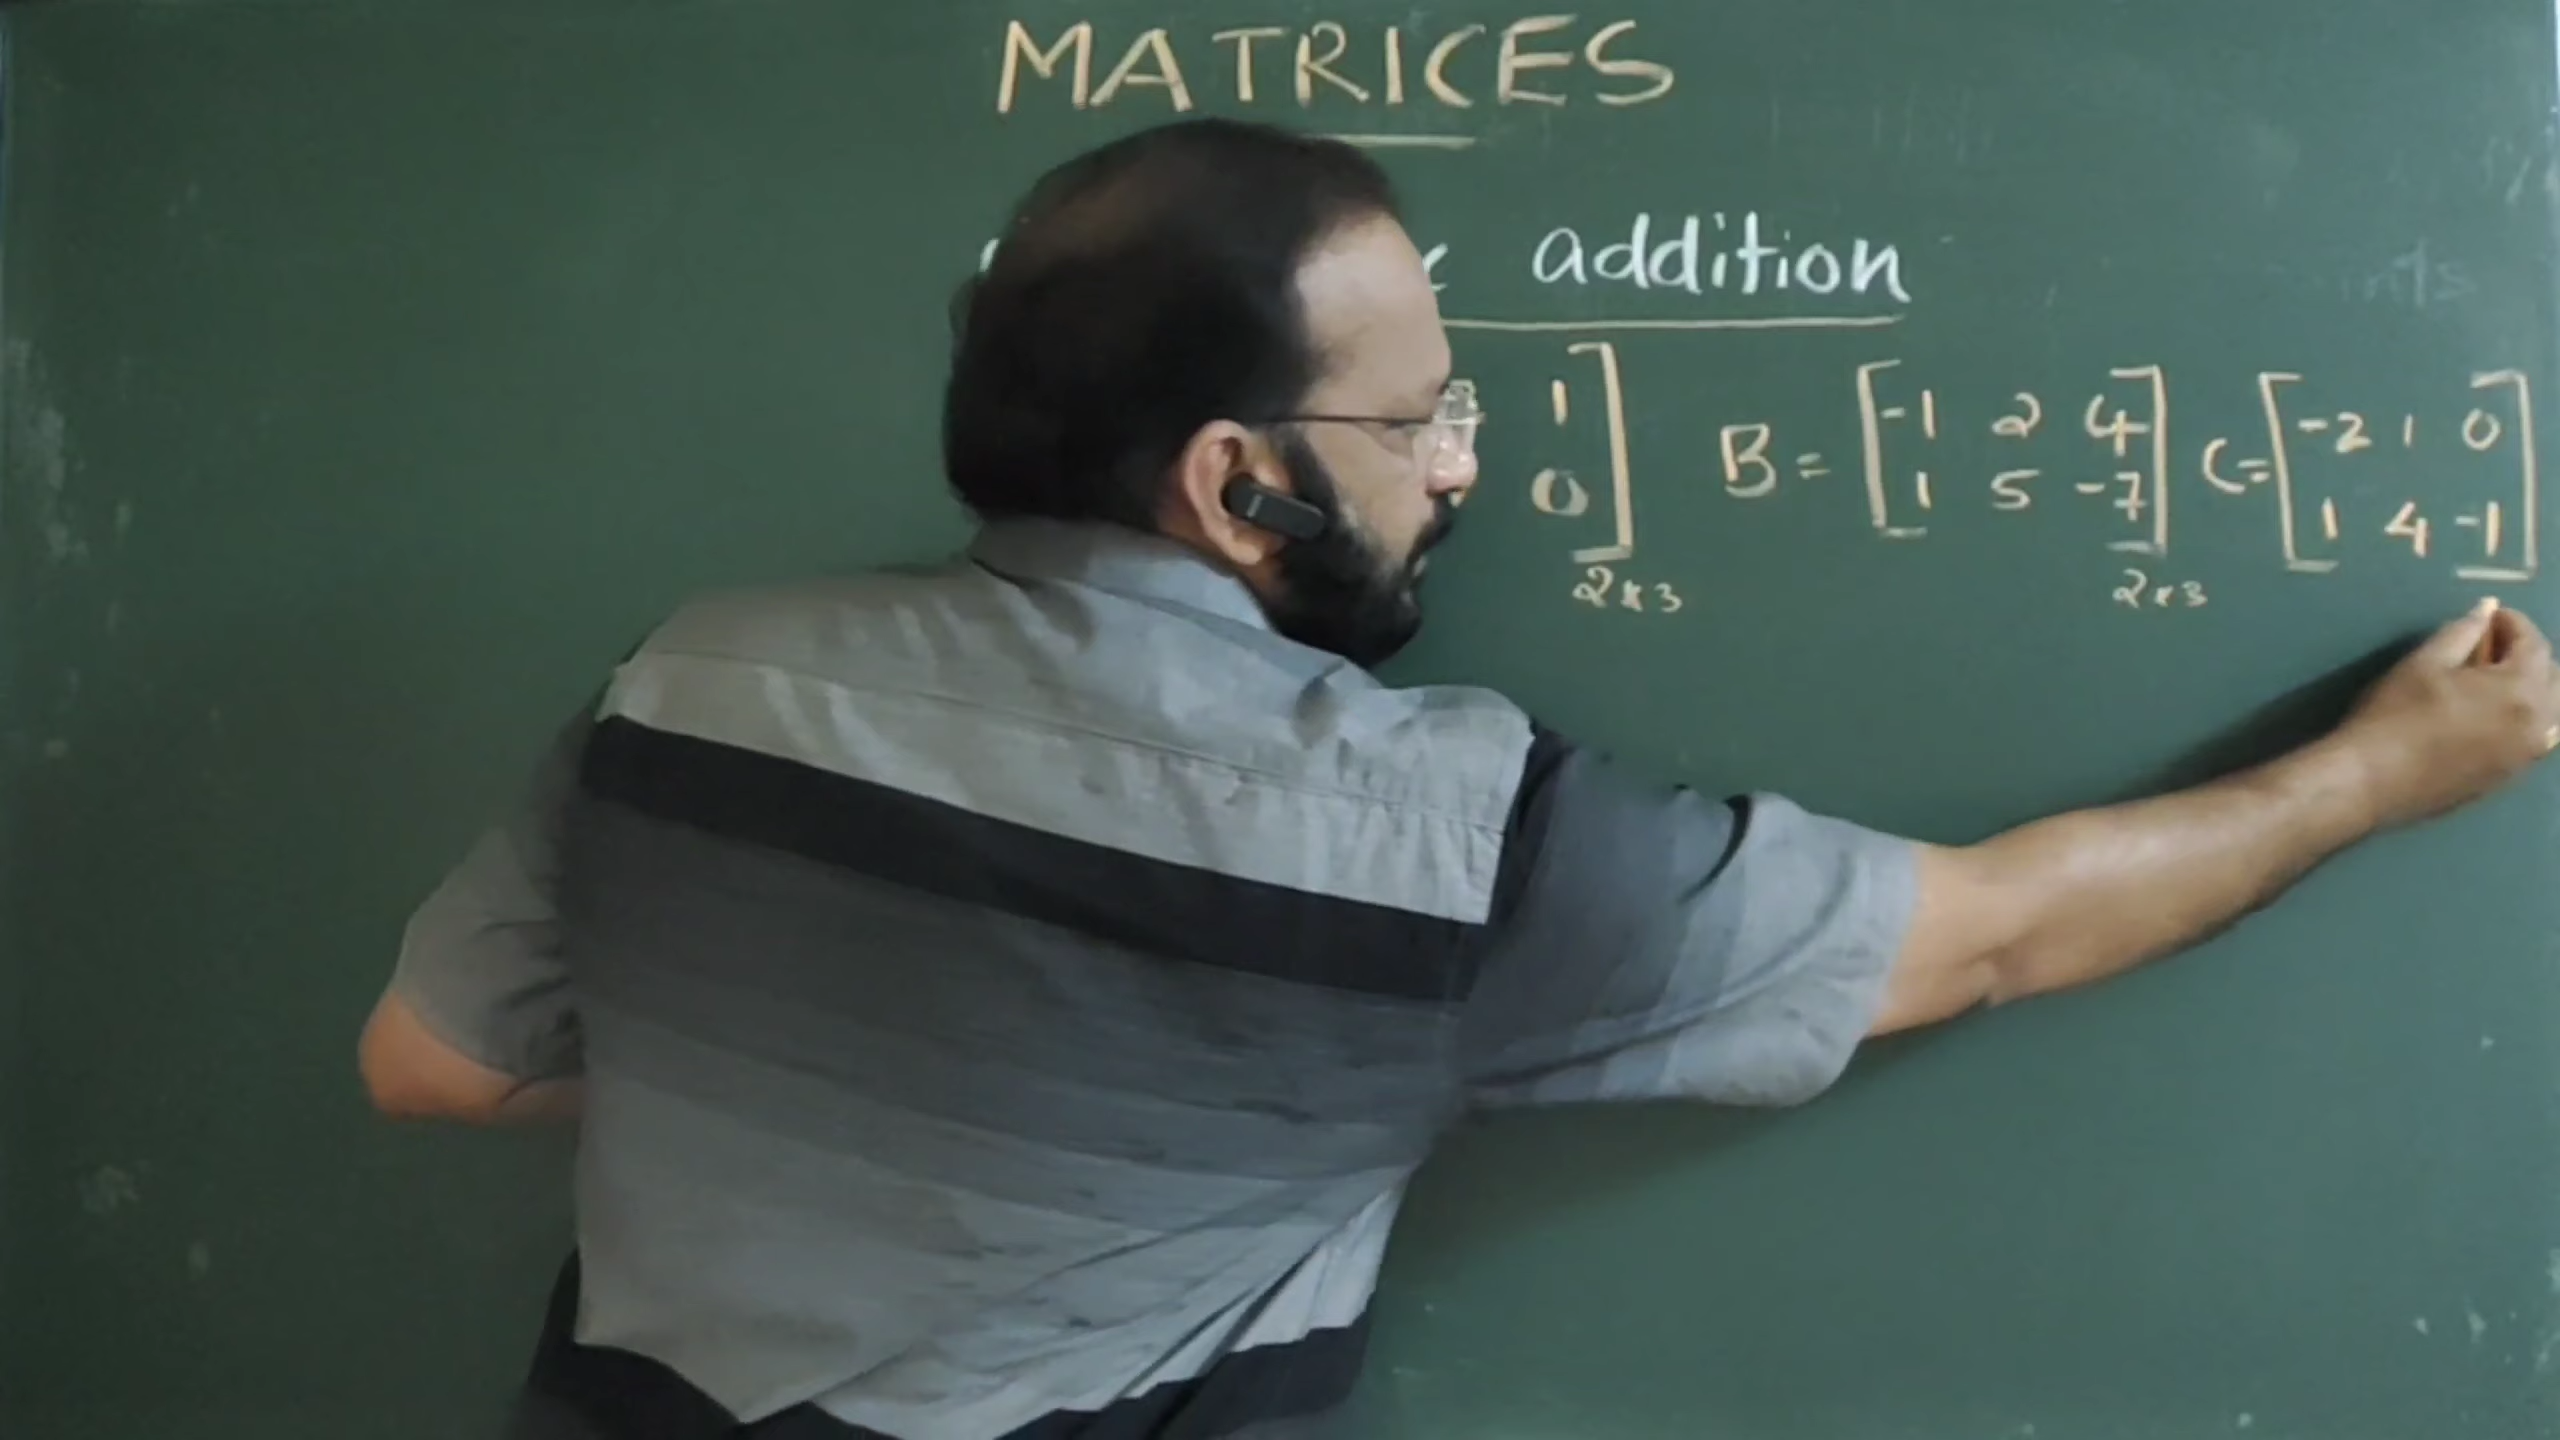 MATRICES
addition
1 ] B = [ -1 2 4 ] C = [ -2 1 0 ]
0 ] [ 1 5 -7 ] [ 1 4 -1 ]
2×3 2×3